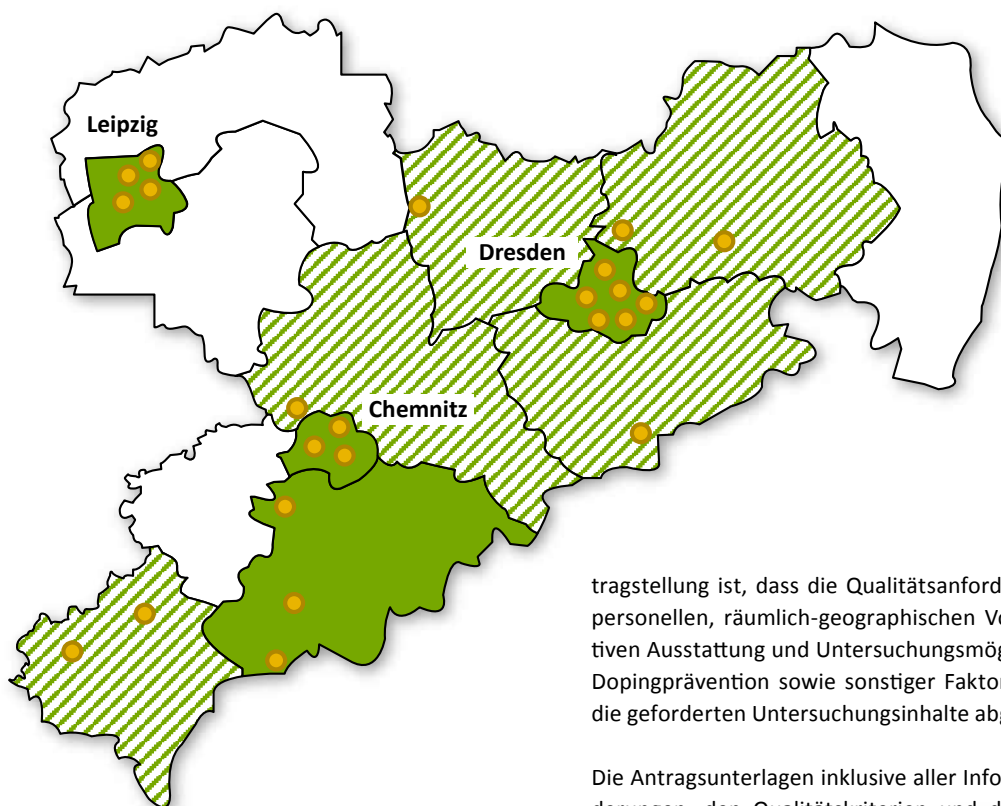 Leipzig
Dresden
Chemnitz
tragstellung ist, dass die Qualitätsanford
personellen, räumlich-geographischen Vo
tiven Ausstattung und Untersuchungsmög
Dopingprävention sowie sonstiger Faktor
die geforderten Untersuchungsinhalte abg
Die Antragsunterlagen inklusive aller Info